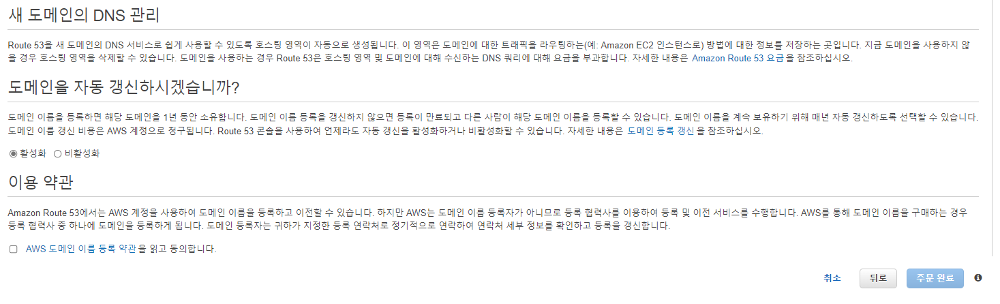 새 도메인의 DNS 관리
Route 53을 새 도메인의 DNS 서비스로 쉽게 사용할 수 있도록 호스팅 영역이 자동으로 생성됩니다. 이 영역은 도메인에 대한 트래픽을 라우팅하는(예: Amazon EC2 인스턴스로) 방법에 대한 정보를 저장하는 곳입니다. 지금 도메인을 사용하지 않
을 경우 호스팅 영역을 삭제할 수 있습니다. 도메인을 사용하는 경우 Route 53은 호스팅 영역 및 도메인에 대해 수신하는 DNS 쿼리에 대해 요금을 부과합니다. 자세한 내용은 Amazon Route 53 요금 을 참조하십시오.
도메인을 자동 갱신하시겠습니까?
도메인 이름을 등록하면 해당 도메인을 1년 동안 소유합니다. 도메인 이름 등록을 갱신하지 않으면 등록이 만료되고 다른 사람이 해당 도메인 이름을 등록할 수 있습니다. 도메인 이름을 계속 보유하기 위해 매년 자동 갱신하도록 선택할 수 있습니다.
도메인 이름 갱신 비용은 AWS 계정으로 청구됩니다. Route 53 콘솔을 사용하여 언제라도 자동 갱신을 활성화하거나 비활성화할 수 있습니다. 자세한 내용은 도메인 등록 갱신 을 참조하십시오.
활성화 비활성화
이용 약관
Amazon Route 53에서는 AWS 계정을 사용하여 도메인 이름을 등록하고 이전할 수 있습니다. 하지만 AWS는 도메인 이름 등록자가 아니므로 등록 협력사를 이용하여 등록 및 이전 서비스를 수행합니다. AWS를 통해 도메인 이름을 구매하는 경우
등록 협력사 중 하나에 도메인을 등록하게 됩니다. 도메인 등록자는 귀하가 지정한 등록 연락처로 정기적으로 연락하여 연락처 세부 정보를 확인하고 등록을 갱신합니다.
AWS 도메인 이름 등록 약관 을 읽고 동의합니다.
취소 뒤로 주문 완료